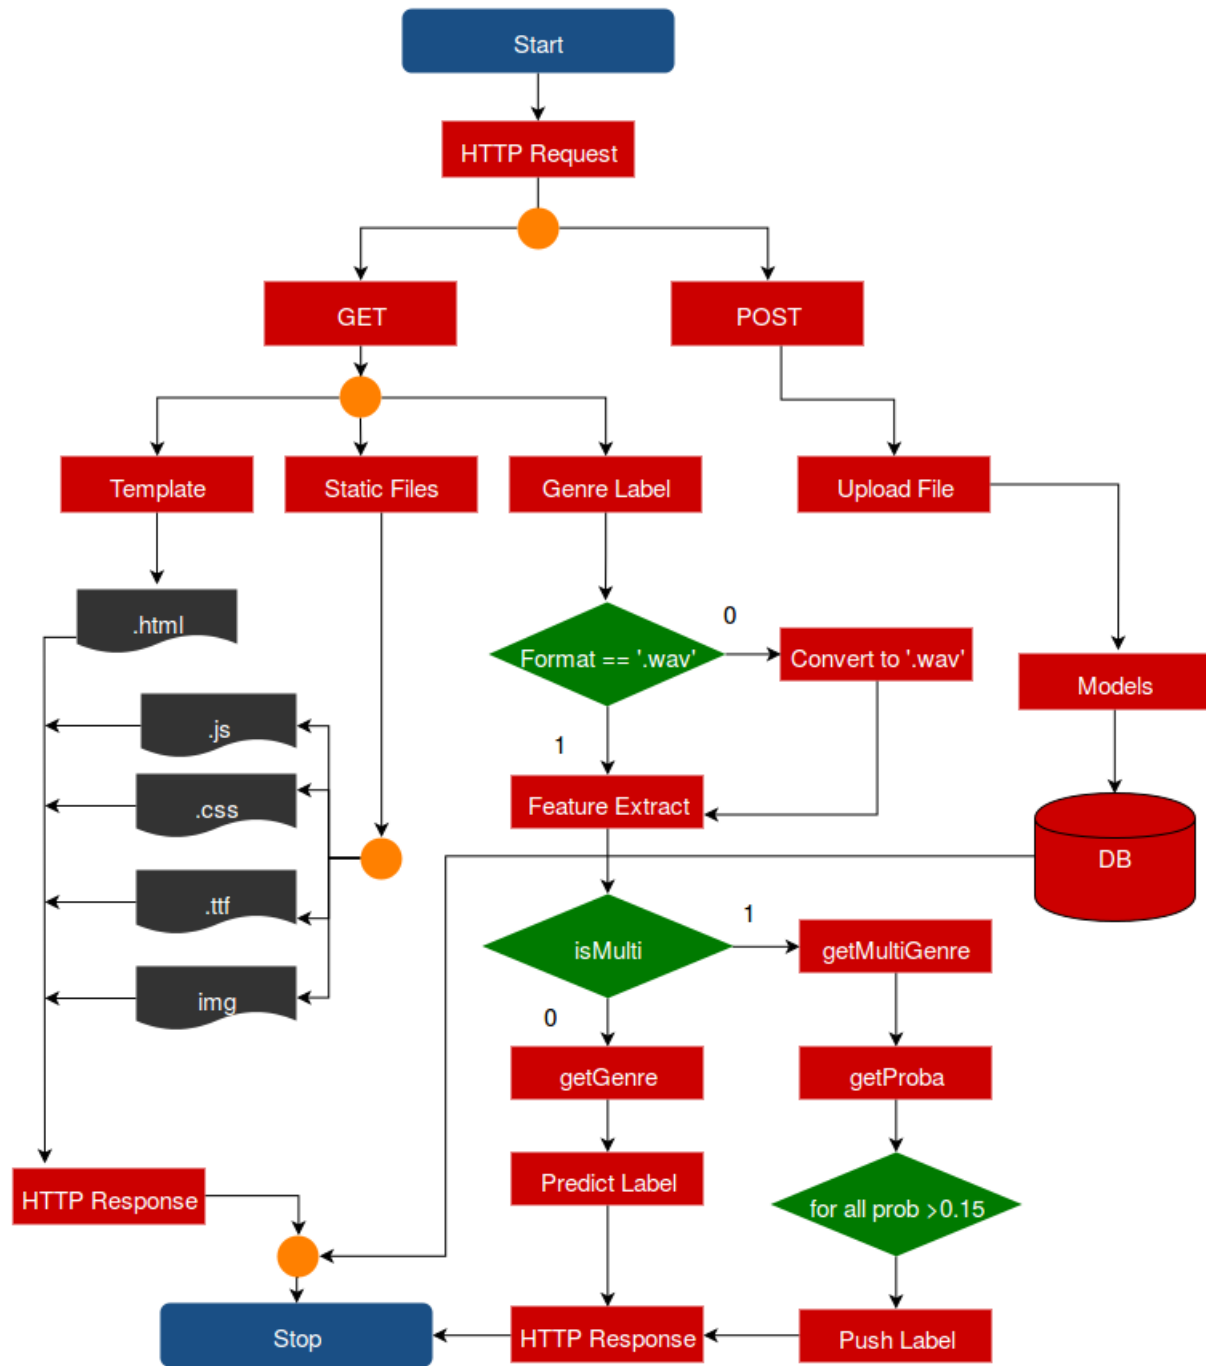 Start
HTTP Request
GET
POST
Template
Static Files
Genre Label
Upload File
.html
0
Format == '.wav'
Convert to '.wav'
Models
.js
1
.css
Feature Extract
DB
.ttf
1
isMulti
getMultiGenre
img
0
getGenre
getProba
Predict Label
HTTP Response
for all prob >0.15
Stop
HTTP Response
Push Label